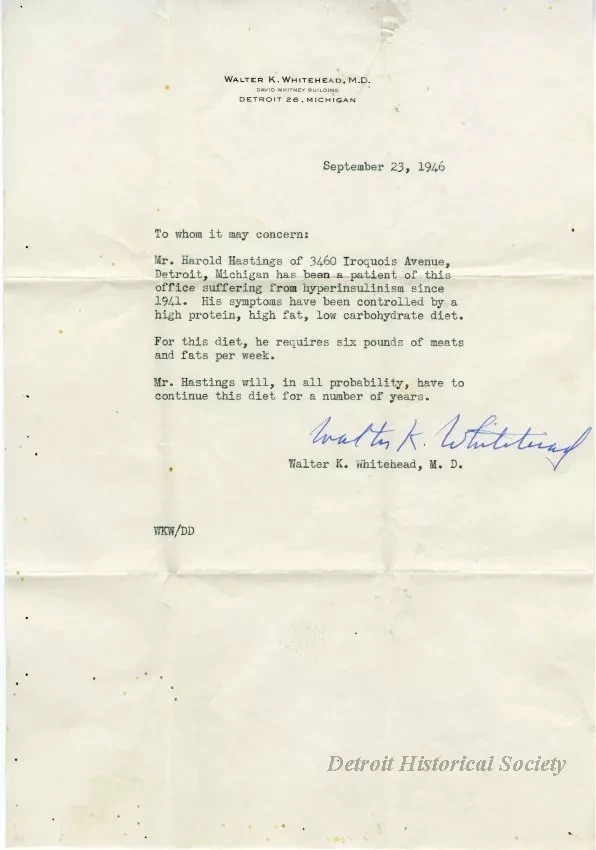 WALTER K. WHITEHEAD, M.D.
DAVID WHITNEY BUILDING
DETROIT 26, MICHIGAN
September 23, 1946
To whom it may concern:
Mr. Harold Hastings of 3460 Iroquois Avenue,
Detroit, Michigan has been a patient of this
office suffering from hyperinsulinism since
1941. His symptoms have been controlled by a
high protein, high fat, low carbohydrate diet.
For this diet, he requires six pounds of meats
and fats per week.
Mr. Hastings will, in all probability, have to
continue this diet for a number of years.
Walter K. Whitehead
Walter K. Whitehead, M. D.
WKW/DD
Detroit Historical Society